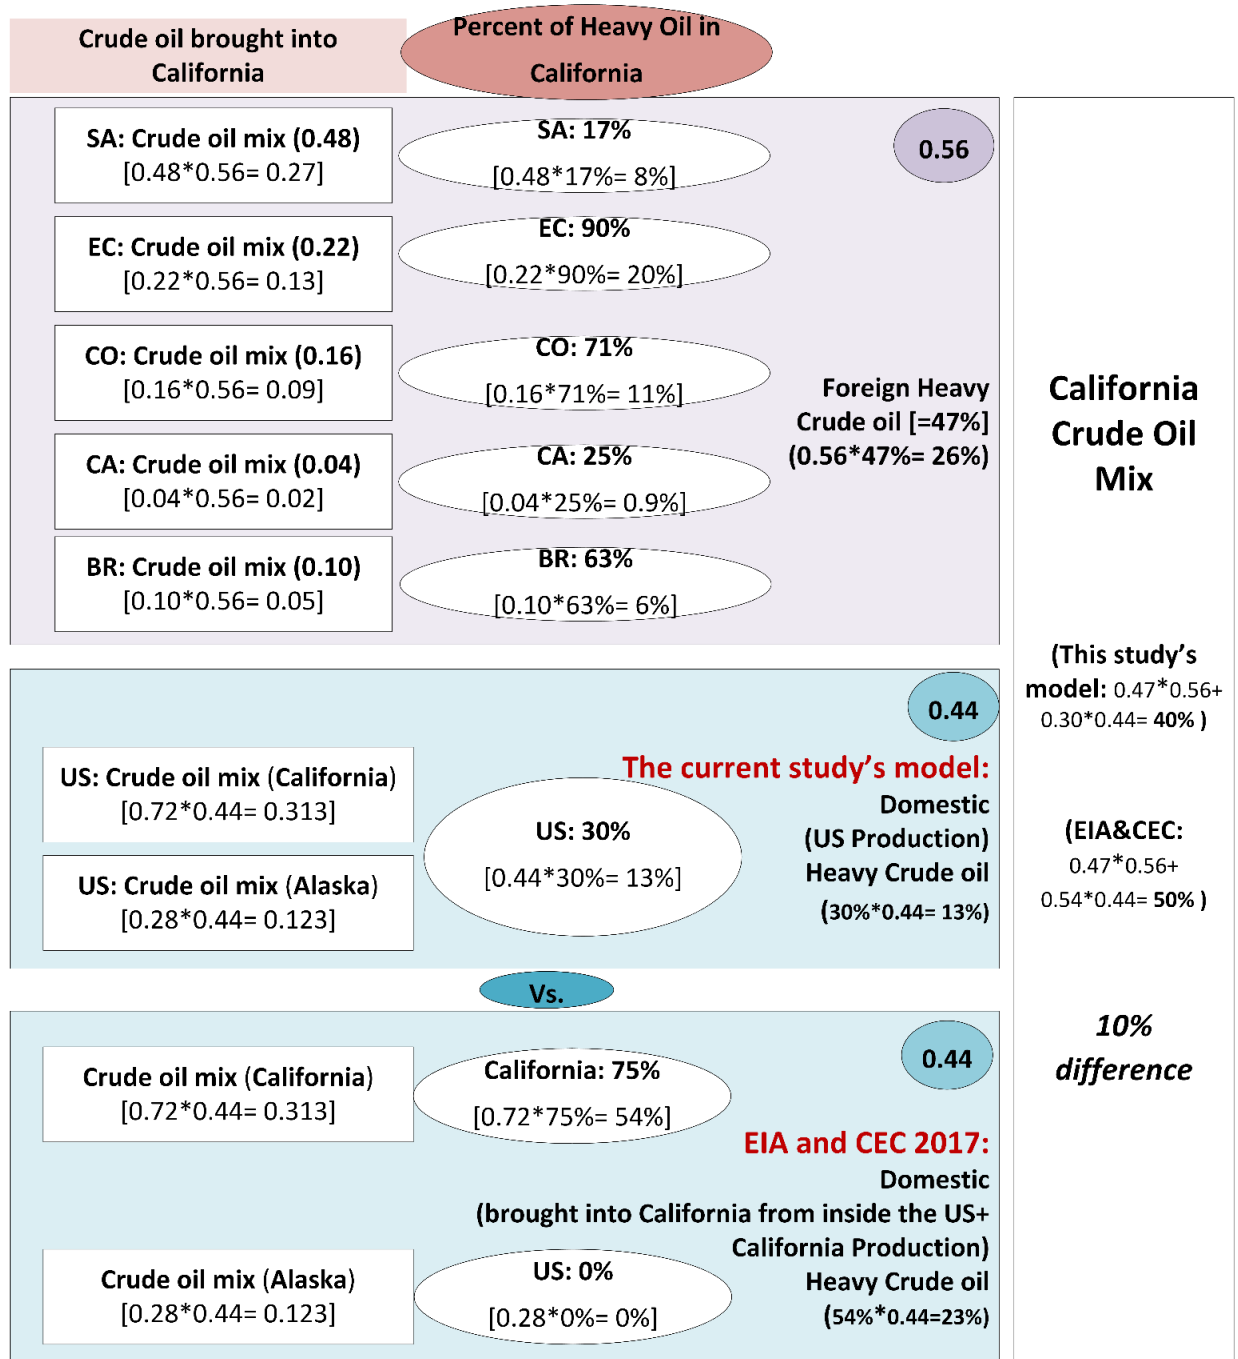 Crude oil brought into
California
Percent of Heavy Oil in
California
SA: Crude oil mix (0.48)
[0.48*0.56= 0.27]
SA: 17%
[0.48*17%= 8%]
0.56
EC: Crude oil mix (0.22)
[0.22*0.56= 0.13]
EC: 90%
[0.22*90%= 20%]
CO: Crude oil mix (0.16)
[0.16*0.56= 0.09]
CO: 71%
[0.16*71%= 11%]
CA: Crude oil mix (0.04)
[0.04*0.56= 0.02]
CA: 25%
[0.04*25%= 0.9%]
BR: Crude oil mix (0.10)
[0.10*0.56= 0.05]
BR: 63%
[0.10*63%= 6%]
Foreign Heavy
Crude oil [=47%]
(0.56*47%= 26%)
0.44
US: Crude oil mix (California)
[0.72*0.44= 0.313]
US: Crude oil mix (Alaska)
[0.28*0.44= 0.123]
US: 30%
[0.44*30%= 13%]
The current study’s model:
Domestic
(US Production)
Heavy Crude oil
(30%*0.44= 13%)
Vs.
0.44
Crude oil mix (California)
[0.72*0.44= 0.313]
California: 75%
[0.72*75%= 54%]
EIA and CEC 2017:
Domestic
(brought into California from inside the US+
California Production)
Heavy Crude oil
(54%*0.44=23%)
Crude oil mix (Alaska)
[0.28*0.44= 0.123]
US: 0%
[0.28*0%= 0%]
California
Crude Oil
Mix
(This study’s
model: 0.47*0.56+
0.30*0.44= 40% )
(EIA&CEC:
0.47*0.56+
0.54*0.44= 50% )
10%
difference